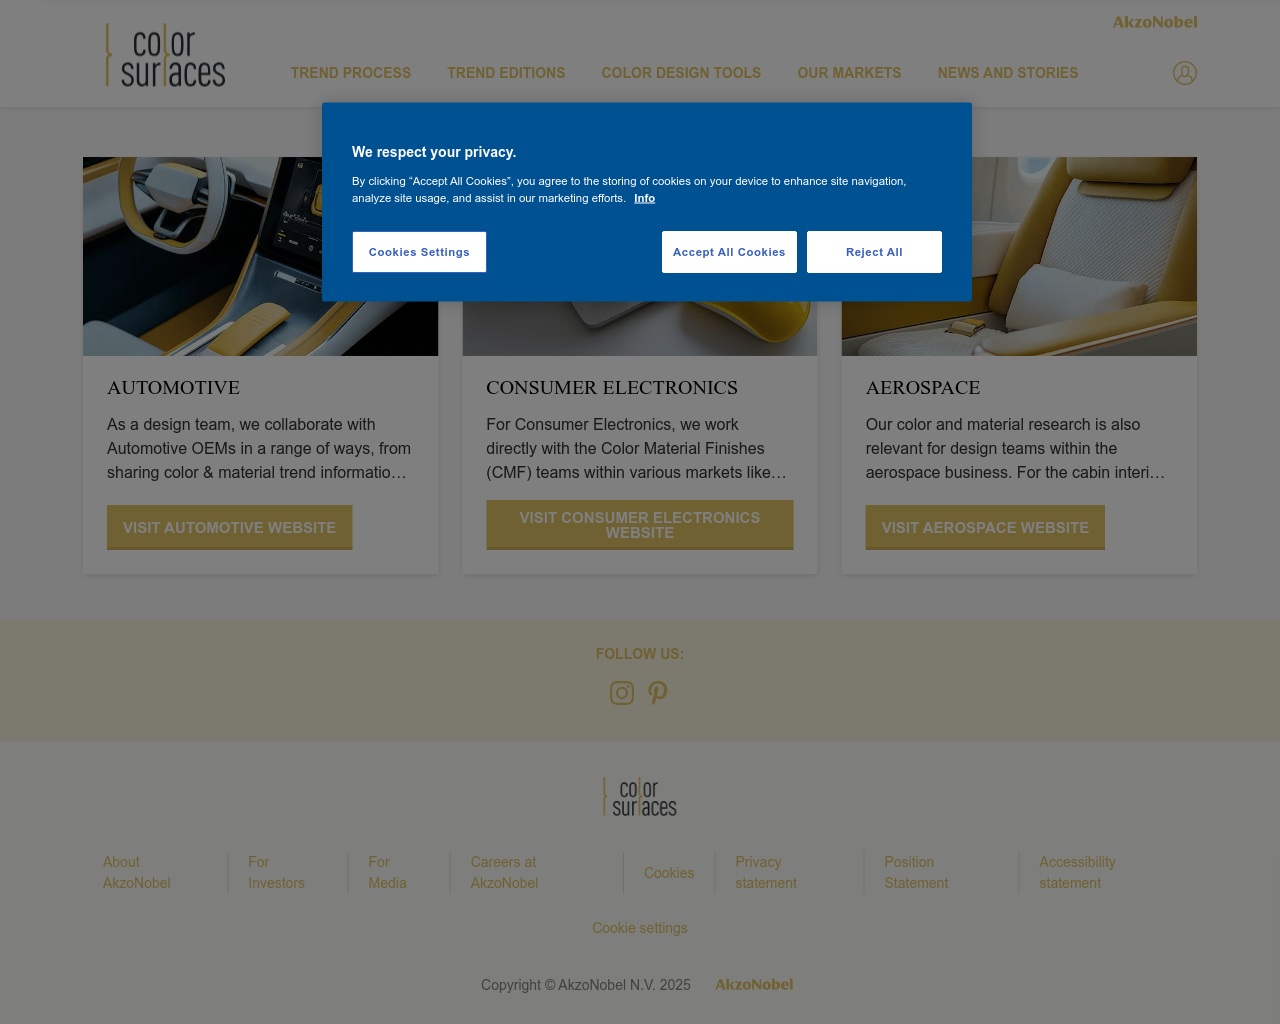 AkzoNobel
color
surfaces
TREND PROCESS
TREND EDITIONS
COLOR DESIGN TOOLS
OUR MARKETS
NEWS AND STORIES
We respect your privacy.
By clicking “Accept All Cookies”, you agree to the storing of cookies on your device to enhance site navigation,
analyze site usage, and assist in our marketing efforts. Info
Cookies Settings
Accept All Cookies
Reject All
AUTOMOTIVE
As a design team, we collaborate with
Automotive OEMs in a range of ways, from
sharing color & material trend informatio…
VISIT AUTOMOTIVE WEBSITE
CONSUMER ELECTRONICS
For Consumer Electronics, we work
directly with the Color Material Finishes
(CMF) teams within various markets like…
VISIT CONSUMER ELECTRONICS
WEBSITE
AEROSPACE
Our color and material research is also
relevant for design teams within the
aerospace business. For the cabin interi…
VISIT AEROSPACE WEBSITE
FOLLOW US:
color
surfaces
About
AkzoNobel
For
Investors
For
Media
Careers at
AkzoNobel
Cookies
Privacy
statement
Position
Statement
Accessibility
statement
Cookie settings
Copyright © AkzoNobel N.V. 2025
AkzoNobel